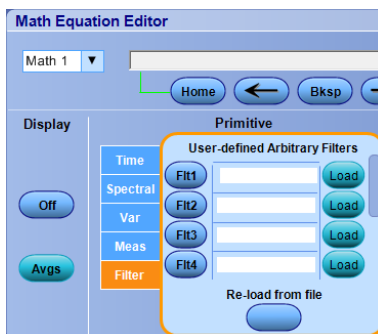 Math Equation Editor
Math 1
Home Bksp
Display Primitive
User-defined Arbitrary Filters
Time
Spectral
Var
Meas
Filter
Off
Avgs
Flt1 Load
Flt2 Load
Flt3 Load
Flt4 Load
Re-load from file